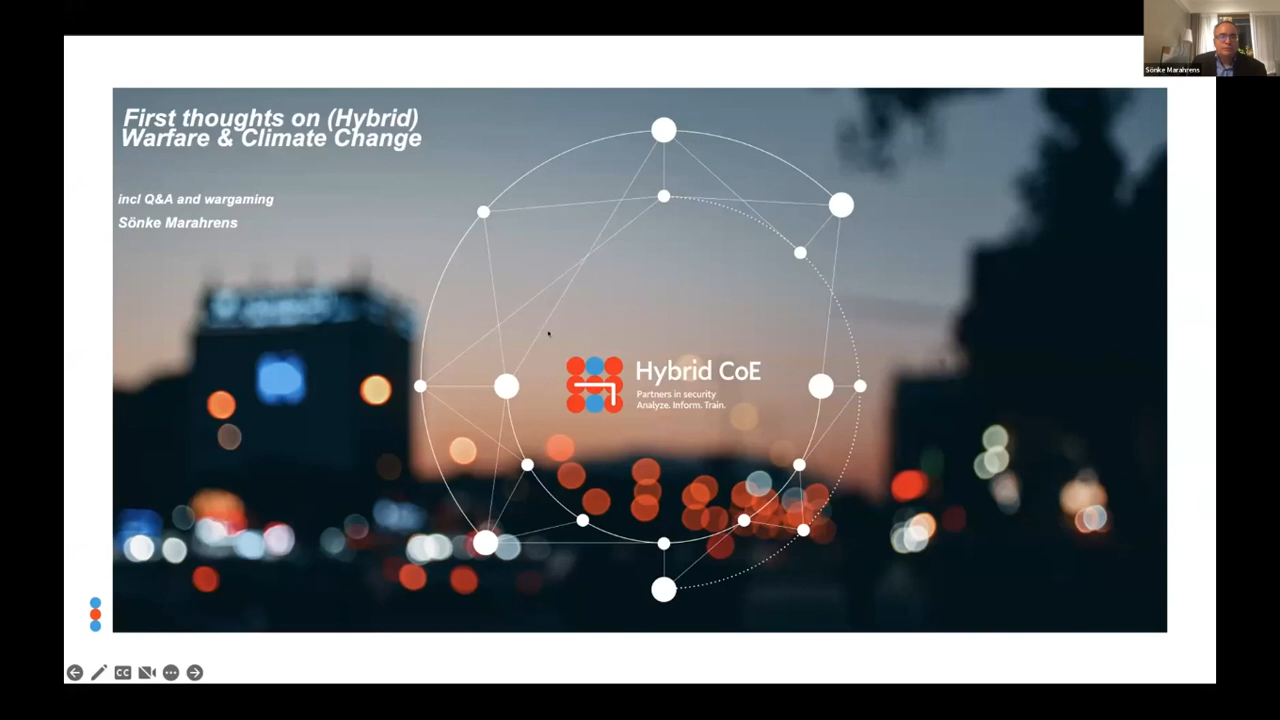 Sönke Marahrens
First thoughts on (Hybrid)
Warfare & Climate Change
incl Q&A and wargaming
Sönke Marahrens
Hybrid CoE
Partners in security
Analyze. Inform. Train.
CC